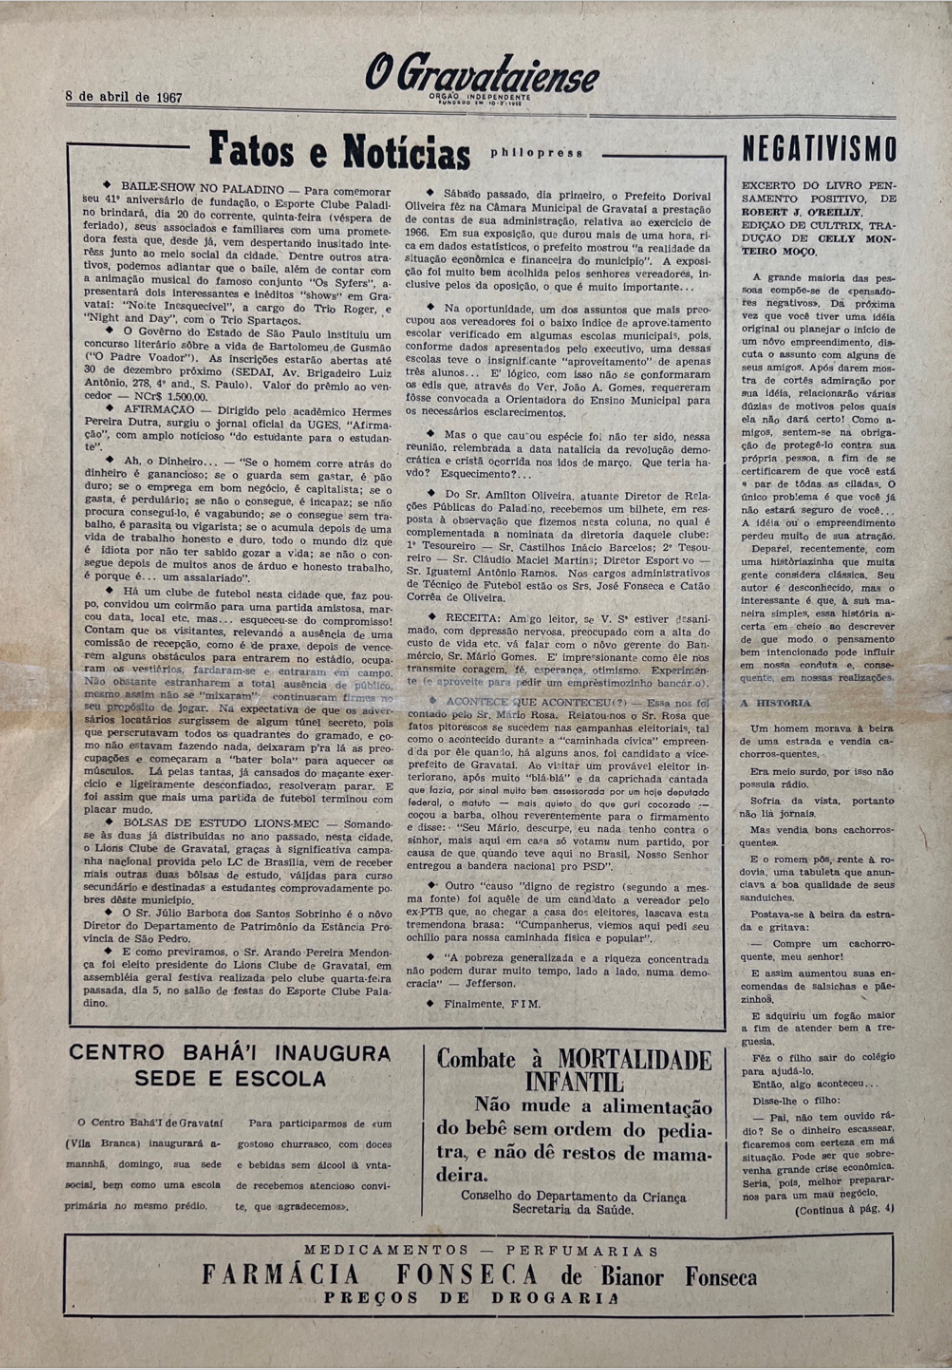 8 de abril de 1967
O Gravataiense
ORGÃO INDEPENDENTE
Fatos e Notícias
philopress
◆ BAILE-SHOW NO PALADINO — Para comemorar
seu 41º aniversário de fundação, o Esporte Clube Paladi-
no brindará, dia 20 do corrente, quinta-feira (véspera de
feriado), seus associados e familiares com uma promete-
dora festa que, desde já, vem despertando inusitado inte-
rêss junto ao meio social da cidade. Dentre outros atra-
tivos, podemos adiantar que o baile, além de contar com
a animação musical do famoso conjunto "Os Syfers", a-
presentará dois interessantes e inéditos "shows" em Gra-
vataí: "Noite Inesquecível", a cargo do Trio Roger, e
"Night and Day", com o Trio Spartaços.
◆ O Govêrno do Estado de São Paulo instituiu um
concurso literário sôbre a vida de Bartolomeu de Gusmão
("O Padre Voador"). As inscrições estarão abertas até
30 de dezembro próximo (SEDAI, Av. Brigadeiro Luiz
Antônio, 278, 4º and., S. Paulo). Valor do prêmio ao ven-
cedor — NCr$ 1.500,00.
◆ AFIRMAÇÃO — Dirigido pelo acadêmico Hermes
Pereira Dutra, surgiu o jornal oficial da UGES, "Afirma-
ção", com amplo noticioso "do estudante para o estudan-
te".
◆ Ah, o Dinheiro... — "Se o homem corre atrás do
dinheiro é ganancioso; se o guarda sem gastar, é pão
duro; se o emprega em bom negócio, é capitalista; se o
gasta, é perdulário; se não o consegue, é incapaz; se não
procura conseguí-lo, é vagabundo; se o consegue sem tra-
balho, é parasita ou vigarista; se o acumula depois de uma
vida de trabalho honesto e duro, todo o mundo diz que
é idiota por não ter sabido gozar a vida; se não o con-
segue depois de muitos anos de árduo e honesto trabalho,
é porque é... um assalariado".
◆ Há um clube de futebol nesta cidade que, faz pou-
po, convidou um coirmão para uma partida amistosa, mar-
cou data, local etc. mas... esqueceu-se do compromisso!
Contam que os visitantes, relevando a ausência de uma
comissão de recepção, como é de praxe, depois de vence-
rem alguns obstáculos para entrarem no estádio, ocupa-
ram os vestiários, fardaram-se e entraram em campo.
Não obstante estranharem a total ausência de público,
mesmo assim não se "mixaram" — continuaram firmes no
seu propósito de jogar. Na expectativa de que os adver-
sários locatários surgissem de algum túnel secreto, pois
que perscrutavam todos os quadrantes do gramado, e co-
mo não estavam fazendo nada, deixaram p'ra lá as preo-
cupações e começaram a "bater bola" para aquecer os
músculos. Lá pelas tantas, já cansados do maçante exer-
cício e ligeiramente desconfiados, resolveram parar. E
foi assim que mais uma partida de futebol terminou com
placar mudo.
◆ BÔLSAS DE ESTUDO LIONS-MEC — Somando-
se às duas já distribuídas no ano passado, nesta cidade,
o Lions Clube de Gravataí, graças à significativa campa-
nha nacional provida pelo LC de Brasília, vem de receber
mais outras duas bôlsas de estudo, válidas para curso
secundário e destinadas a estudantes comprovadamente po-
bres dêste município.
◆ O Sr. Júlio Barbosa dos Santos Sobrinho é o nôvo
Diretor do Departamento de Patrimônio da Estância Pro-
víncia de São Pedro.
◆ E como previramos, o Sr. Arando Pereira Mendon-
ça foi eleito presidente do Lions Clube de Gravataí, em
assembléia geral festiva realizada pelo clube quarta-feira
passada, dia 5, no salão de festas do Esporte Clube Pala-
dino.
◆ Sábado passado, dia primeiro, o Prefeito Dorival
Oliveira fêz na Câmara Municipal de Gravataí a prestação
de contas de sua administração, relativa ao exercício de
1966. Em sua exposição, que durou mais de uma hora, ri-
ca em dados estatísticos, o prefeito mostrou "a realidade da
situação econômica e financeira do município". A exposi-
ção foi muito bem acolhida pelos senhores vereadores, in-
clusive pelos da oposição, o que é muito importante...
◆ Na oportunidade, um dos assuntos que mais preo-
cupou aos vereadores foi o baixo índice de aproveitamento
escolar verificado em algumas escolas municipais, pois,
conforme dados apresentados pelo executivo, uma dessas
escolas teve o insignificante "aproveitamento" de apenas
três alunos... E' lógico, com isso não se conformaram
os edis que, através do Ver. João A. Gomes, requereram
fôsse convocada a Orientadora do Ensino Municipal para
os necessários esclarecimentos.
◆ Mas o que causou espécie foi não ter sido, nessa
reunião, relembrada a data natalícia da revolução demo-
crática e cristã ocorrida nos idos de março. Que teria ha-
vdo? Esquecimento?...
◆ Do Sr. Amilton Oliveira, atuante Diretor de Rela-
ções Públicas do Paladino, recebemos um bilhete, em res-
posta à observação que fizemos nesta coluna, no qual é
complementada a nominata da diretoria daquele clube:
1º Tesoureiro — Sr. Castilhos Inácio Barcelos; 2º Tesou-
reiro — Sr. Cláudio Maciel Martins; Diretor Esportivo —
Sr. Iguatemi Antônio Ramos. Nos cargos administrativos
de Técnico de Futebol estão os Srs. José Fonseca e Catão
Corrêa de Oliveira.
◆ RECEITA: Amigo leitor, se V. Sª estiver desani-
mado, com depressão nervosa, preocupado com a alta do
custo de vida etc. vá falar com o nôvo gerente do Ban-
mércio, Sr. Mário Gomes. E' impressionante como êle nos
transmite coragem, fé, esperança, otimismo. Experimen-
te (e aproveite para pedir um empréstimozinho bancário).
◆ ACONTECE QUE ACONTECEU(?) — Essa nos foi
contado pelo Sr. Mário Rosa. Relatou-nos o Sr. Rosa que
fatos pitorescos se sucedem nas campanhas eleitoriais, tal
como o acontecido durante a "caminhada cívica" empreen-
dida por êle quando, há alguns anos, foi candidato a vice-
prefeito de Gravataí. Ao visitar um provável eleitor in-
teriorano, após muito "blá-blá" e da caprichada cantada
que fazia, por sinal muito bem assessorada por um hoje deputado
federal, o matuto — mais quieto do que guri cocozado —
coçou a barba, olhou reverentemente para o firmamento
e disse: "Seu Mário, descurpe, eu nada tenho contra o
sinhor, mais aqui em casa só votamu num partido, por
causa de que quando teve aqui no Brasil, Nosso Senhor
entregou a bandera nacional pro PSD".
◆ Outro "causo "digno de registro (segundo a mes-
ma fonte) foi aquêle de um candidato a vereador pelo
ex-PTB que, ao chegar a casa dos eleitores, lascava esta
tremendona brasa: "Cumpanherus, viemos aqui pedi seu
ochílio para nossa caminhada física e popular".
◆ "A pobreza generalizada e a riqueza concentrada
não podem durar muito tempo, lado a lado, numa demo-
cracia" — Jefferson.
◆ Finalmente, F I M.
NEGATIVISMO
EXCERTO DO LIVRO PEN-
SAMENTO POSITIVO, DE
ROBERT J. O'REILLY,
EDIÇÃO DE CULTRIX, TRA-
DUÇÃO DE CELLY MON-
TEIRO MOÇO.
A grande maioria das pes-
soas compõe-se de «pensado-
res negativos». Da próxima
vez que você tiver uma idéia
original ou planejar o início de
um nôvo empreendimento, dis-
cuta o assunto com alguns de
seus amigos. Após darem mos-
tra de cortês admiração por
sua idéia, relacionarão várias
dúzias de motivos pelos quais
ela não dará certo! Como a-
migos, sentem-se na obriga-
ção de protegê-lo contra sua
própria pessoa, a fim de se
certificarem de que você está
a par de tôdas as ciladas. O
único problema é que você já
não estará seguro de você...
A idéia ou o empreendimento
perdeu muito de sua atração.
Deparei, recentemente, com
uma históriazinha que muita
gente considera clássica. Seu
autor é desconhecido, mas o
interessante é que, à sua ma-
neira simples, essa história a-
certa em cheio ao descrever
de que modo o pensamento
bem intencionado pode influir
em nossa conduta e, conse-
quente, em nossas realizações.
A HISTORIA
Um homem morava à beira
de uma estrada e vendia ca-
chorros-quentes.
Era meio surdo, por isso não
possuía rádio.
Sofria da vista, portanto
não lia jornais.
Mas vendia bons cachorros-
quentes.
E o romem pôs, rente à ro-
dovia, uma tabuleta que anun-
ciava a boa qualidade de seus
sanduíches.
Postava-se à beira da estra-
da e gritava:
— Compre um cachorro-
quente, meu senhor!
E assim aumentou suas en-
comendas de salsichas e pãe-
zinhos.
E adquiriu um fogão maior
a fim de atender bem à fre-
guesia.
Fêz o filho sair do colégio
para ajudá-lo.
Então, algo aconteceu...
Disse-lhe o filho:
— Pai, não tem ouvido rá-
dio? Se o dinheiro escassear,
ficaremos com certeza em má
situação. Pode ser que sobre-
venha grande crise econômica.
Seria, pois, melhor preparar-
nos para um mau negócio.
(Continua à pág. 4)
CENTRO BAHÁ'I INAUGURA
SEDE E ESCOLA
O Centro Bahá'I de Gravataí
(Vila Branca) inaugurará a-
mannhã, domingo, sua sede
social, bem como uma escola
primária no mesmo prédio.
Para participarmos de «um
gostoso churrasco, com doces
e bebidas sem álcool à vnta-
de recebemos atencioso convi-
te, que agradecemos».
Combate à MORTALIDADE
INFANTIL
Não mude a alimentação
do bebê sem ordem do pedia-
tra, e não dê restos de mama-
deira.
Conselho do Departamento da Criança
Secretaria da Saúde.
MEDICAMENTOS — PERFUMARIAS
FARMÁCIA FONSECA de Bianor Fonseca
PREÇOS DE DROGARIA